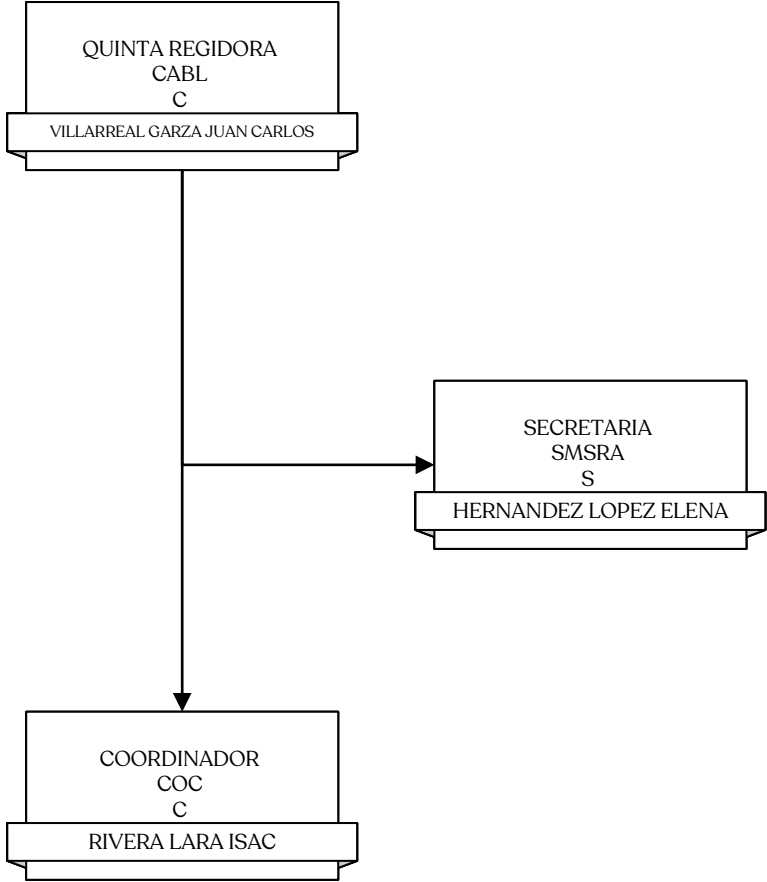 QUINTA REGIDORA
CABL
C
VILLARREAL GARZA JUAN CARLOS
SECRETARIA
SMSRA
S
HERNANDEZ LOPEZ ELENA
COORDINADOR
COC
C
RIVERA LARA ISAC